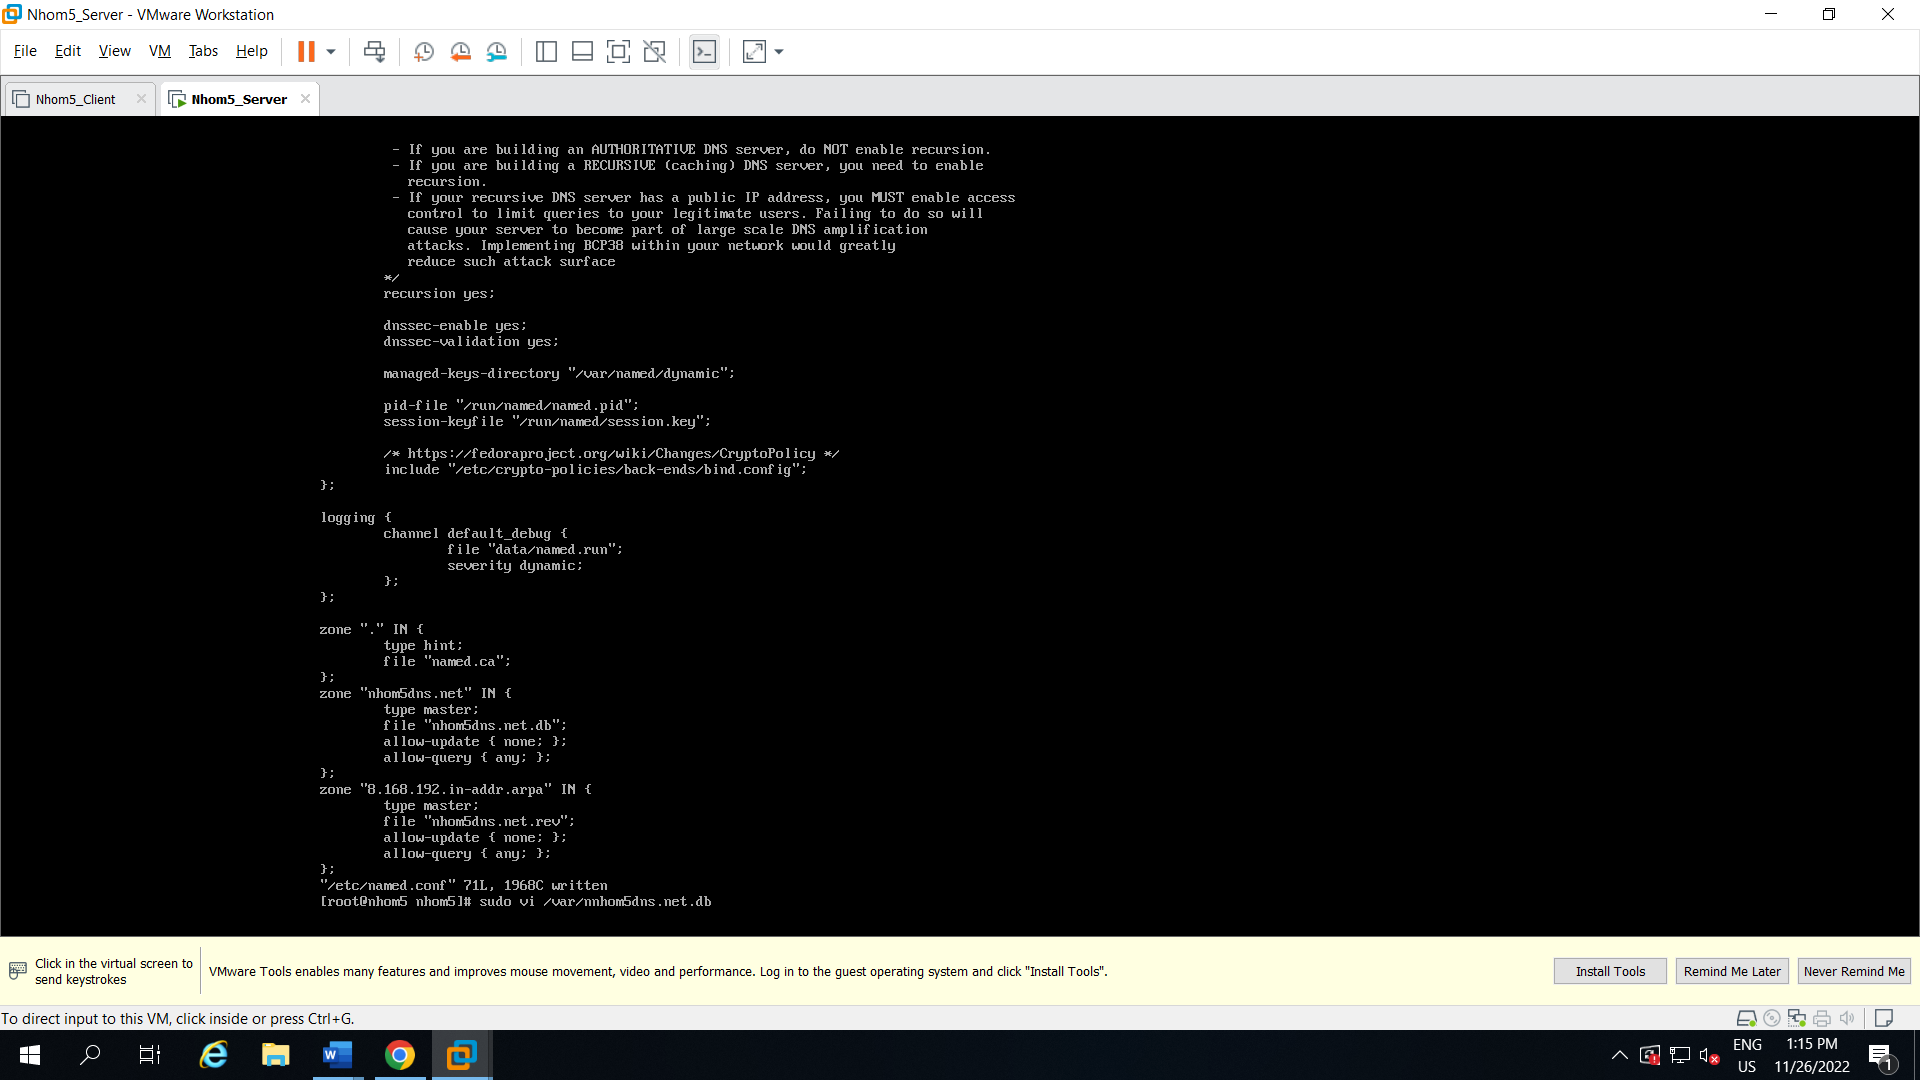 Nhom5_Server - VMware Workstation
File Edit View VM Tabs Help
Nhom5_Client Nhom5_Server
- If you are building an AUTHORITATIVE DNS server, do NOT enable recursion.
- If you are building a RECURSIVE (caching) DNS server, you need to enable
recursion.
- If your recursive DNS server has a public IP address, you MUST enable access
control to limit queries to your legitimate users. Failing to do so will
cause your server to become part of large scale DNS amplification
attacks. Implementing BCP38 within your network would greatly
reduce such attack surface
*/
recursion yes;
dnssec-enable yes;
dnssec-validation yes;
managed-keys-directory "/var/named/dynamic";
pid-file "/run/named/named.pid";
session-keyfile "/run/named/session.key";
/* https://fedoraproject.org/wiki/Changes/CryptoPolicy */
include "/etc/crypto-policies/back-ends/bind.config";
};
logging {
channel default_debug {
file "data/named.run";
severity dynamic;
};
};
zone "." IN {
type hint;
file "named.ca";
};
zone "nhom5dns.net" IN {
type master;
file "nhom5dns.net.db";
allow-update { none; };
allow-query { any; };
};
zone "8.168.192.in-addr.arpa" IN {
type master;
file "nhom5dns.net.rev";
allow-update { none; };
allow-query { any; };
};
"/etc/named.conf" 71L, 1968C written
[root@nhom5 nhom5]# sudo vi /var/nnhom5dns.net.db
Click in the virtual screen to
send keystrokes
VMware Tools enables many features and improves mouse movement, video and performance. Log in to the guest operating system and click "Install Tools".
Install Tools Remind Me Later Never Remind Me
To direct input to this VM, click inside or press Ctrl+G.
ENG
US
1:15 PM
11/26/2022
1